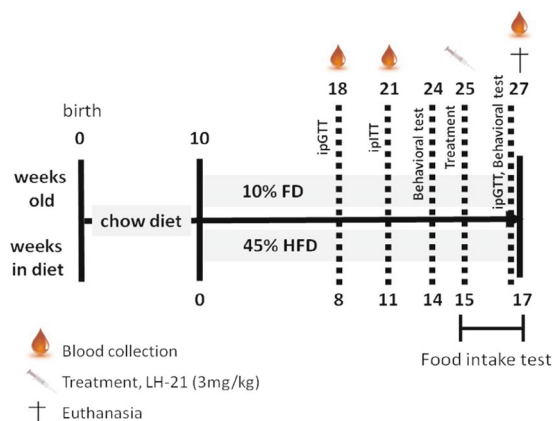 18 21 24 25 27
birth
0 10
ipGTT
ipITT
Behavioral test
Treatment
ipGTT, Behavioral test
weeks
old
10% FD
chow diet
weeks
in diet
45% HFD
0 8 11 14 15 17
Blood collection
Food intake test
Treatment, LH-21 (3mg/kg)
Euthanasia